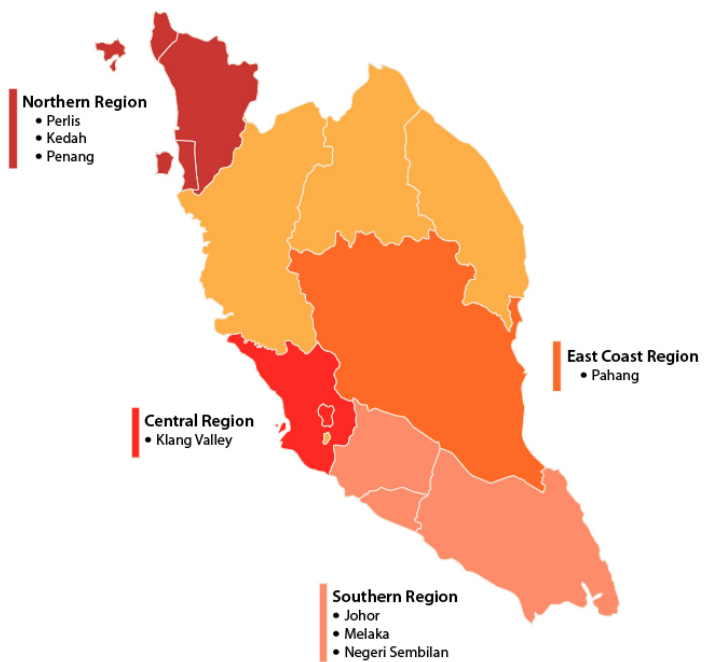 Northern Region
• Perlis
• Kedah
• Penang
East Coast Region
• Pahang
Central Region
• Klang Valley
Southern Region
• Johor
• Melaka
• Negeri Sembilan